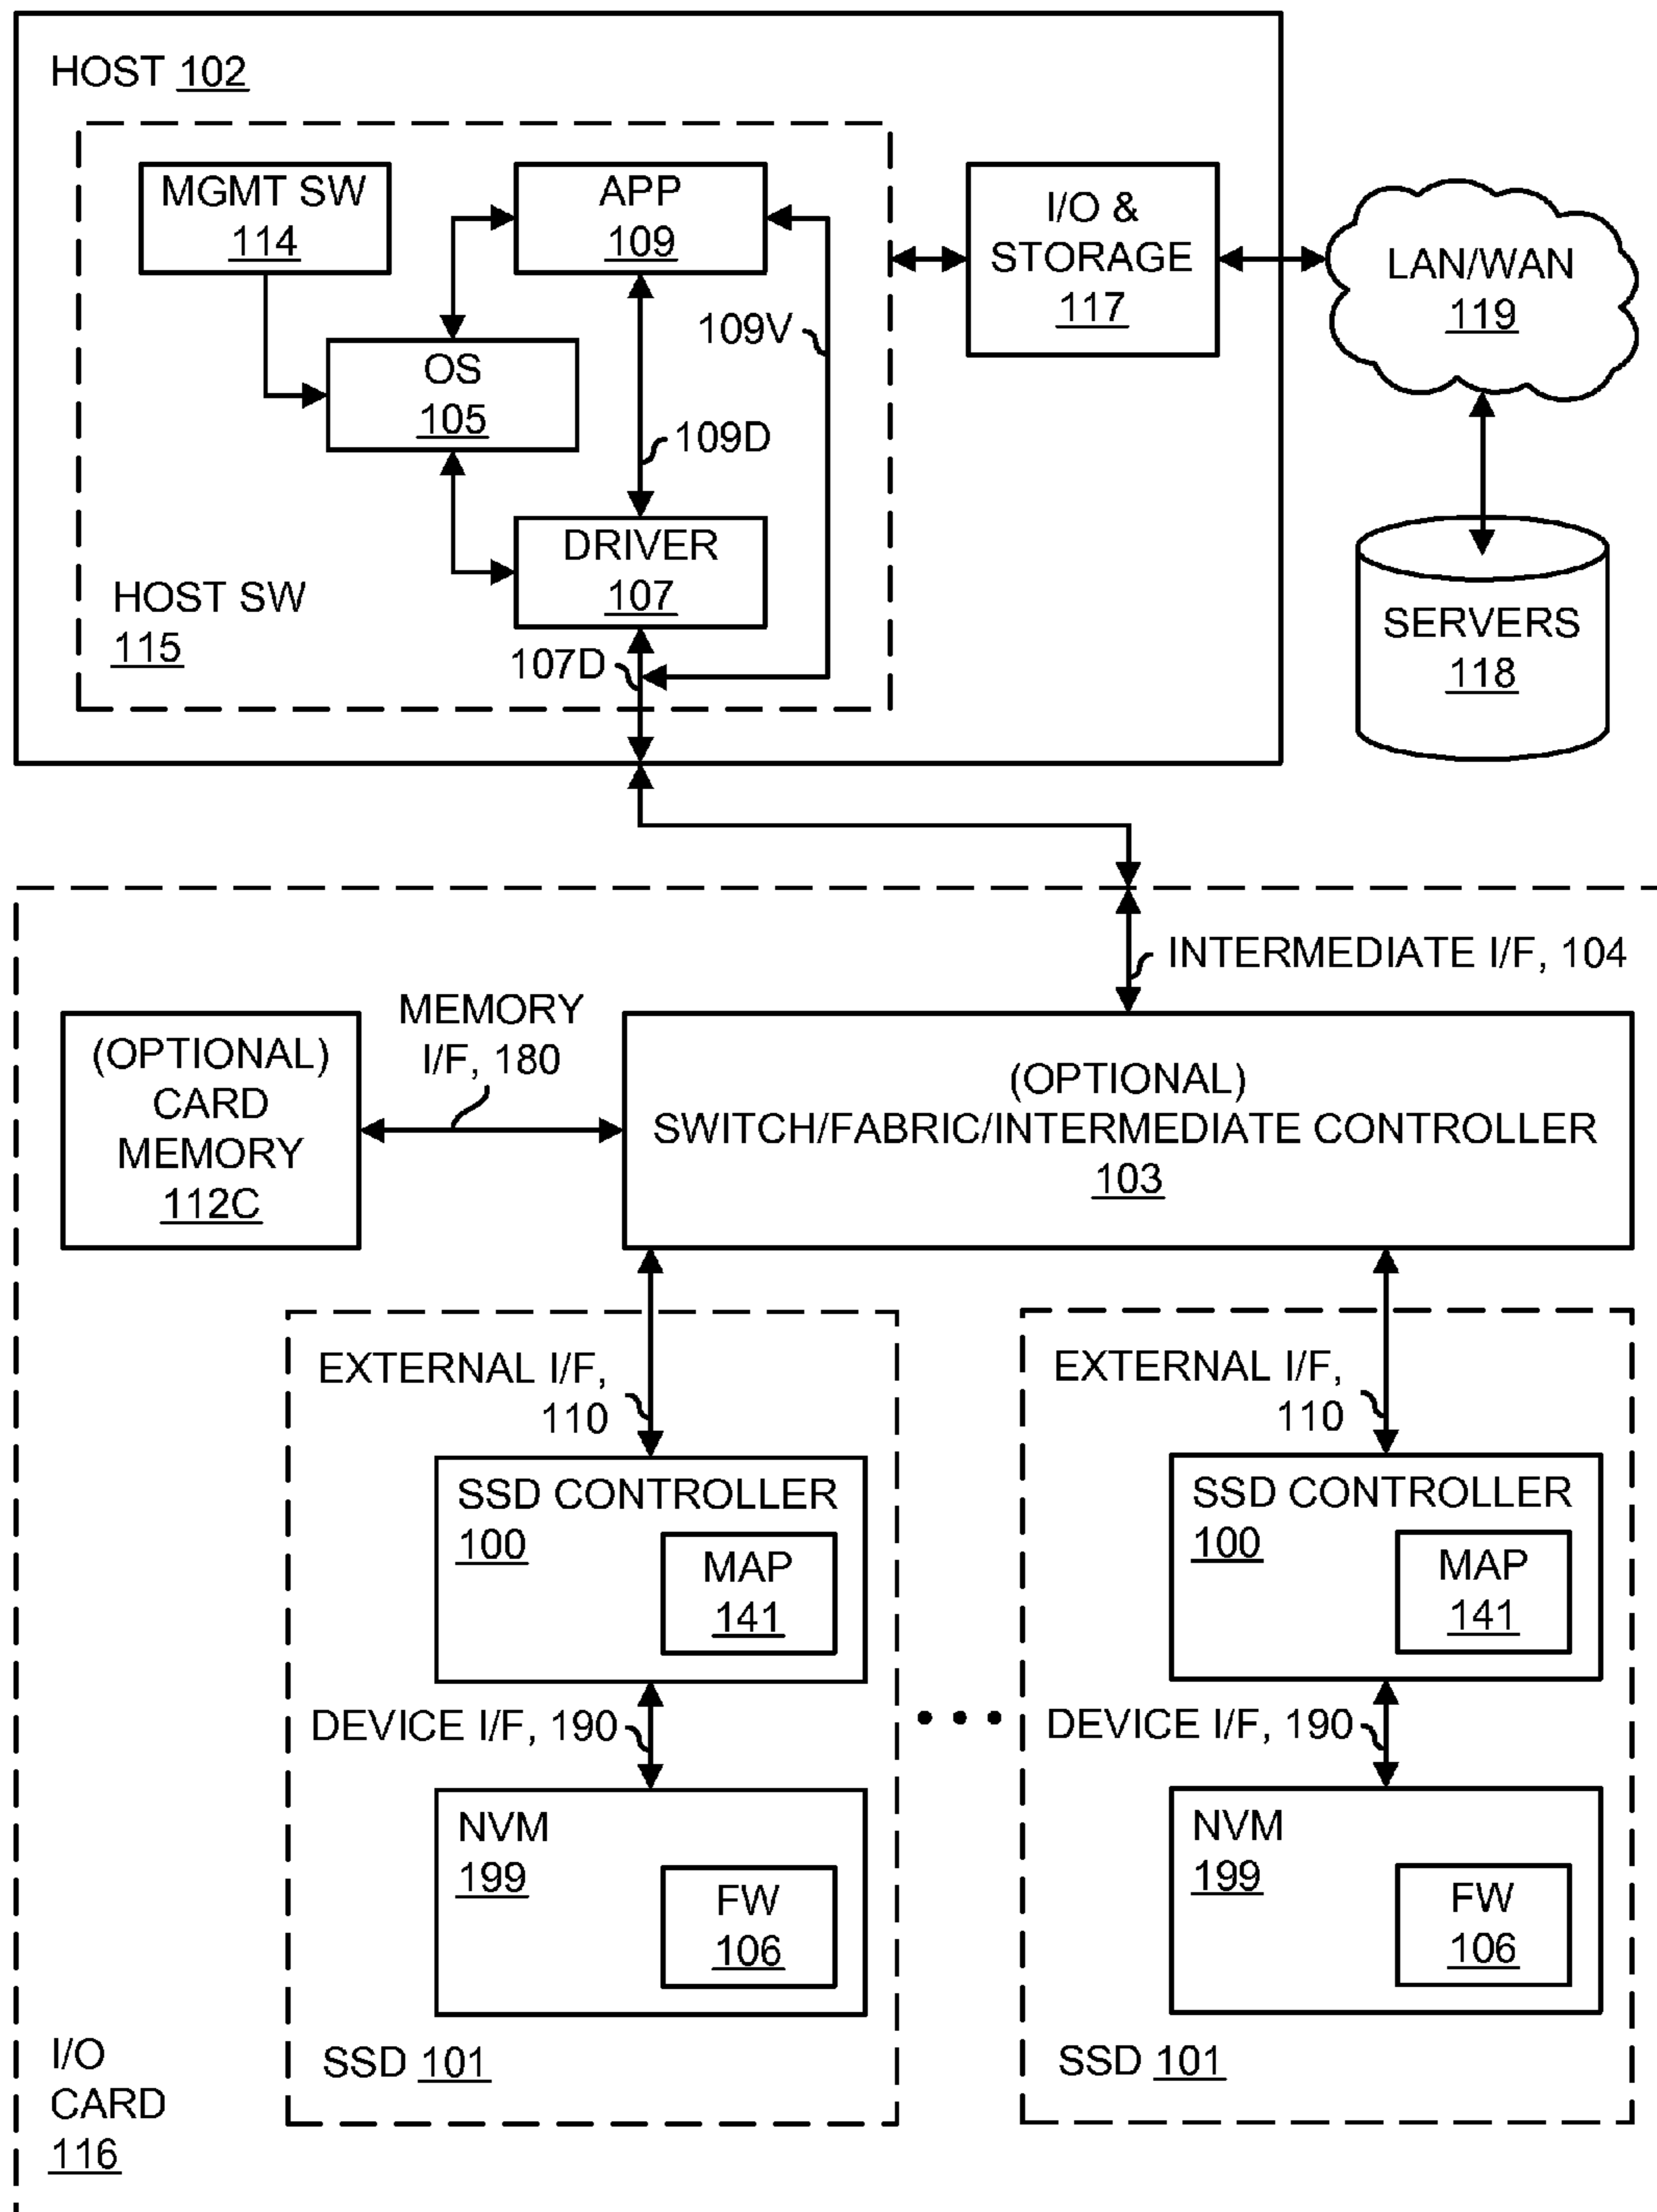 HOST 102
MGMT SW
114
APP
109
I/O &
STORAGE
117
LAN/WAN
119
109V
OS
105
109D
DRIVER
107
HOST SW
115
107D
SERVERS
118
INTERMEDIATE I/F, 104
MEMORY
I/F, 180
(OPTIONAL)
CARD
MEMORY
112C
(OPTIONAL)
SWITCH/FABRIC/INTERMEDIATE CONTROLLER
103
EXTERNAL I/F,
110
SSD CONTROLLER
100
MAP
141
DEVICE I/F, 190
NVM
199
FW
106
SSD 101
EXTERNAL I/F,
110
SSD CONTROLLER
100
MAP
141
DEVICE I/F, 190
NVM
199
FW
106
SSD 101
I/O
CARD
116